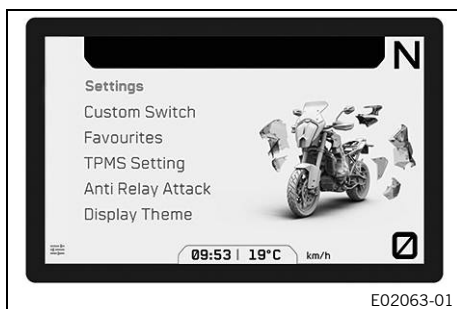 N
Settings
Custom Switch
Favourites
TPMS Setting
Anti Relay Attack
Display Theme
09:53 | 19°C km/h
0
E02063-01